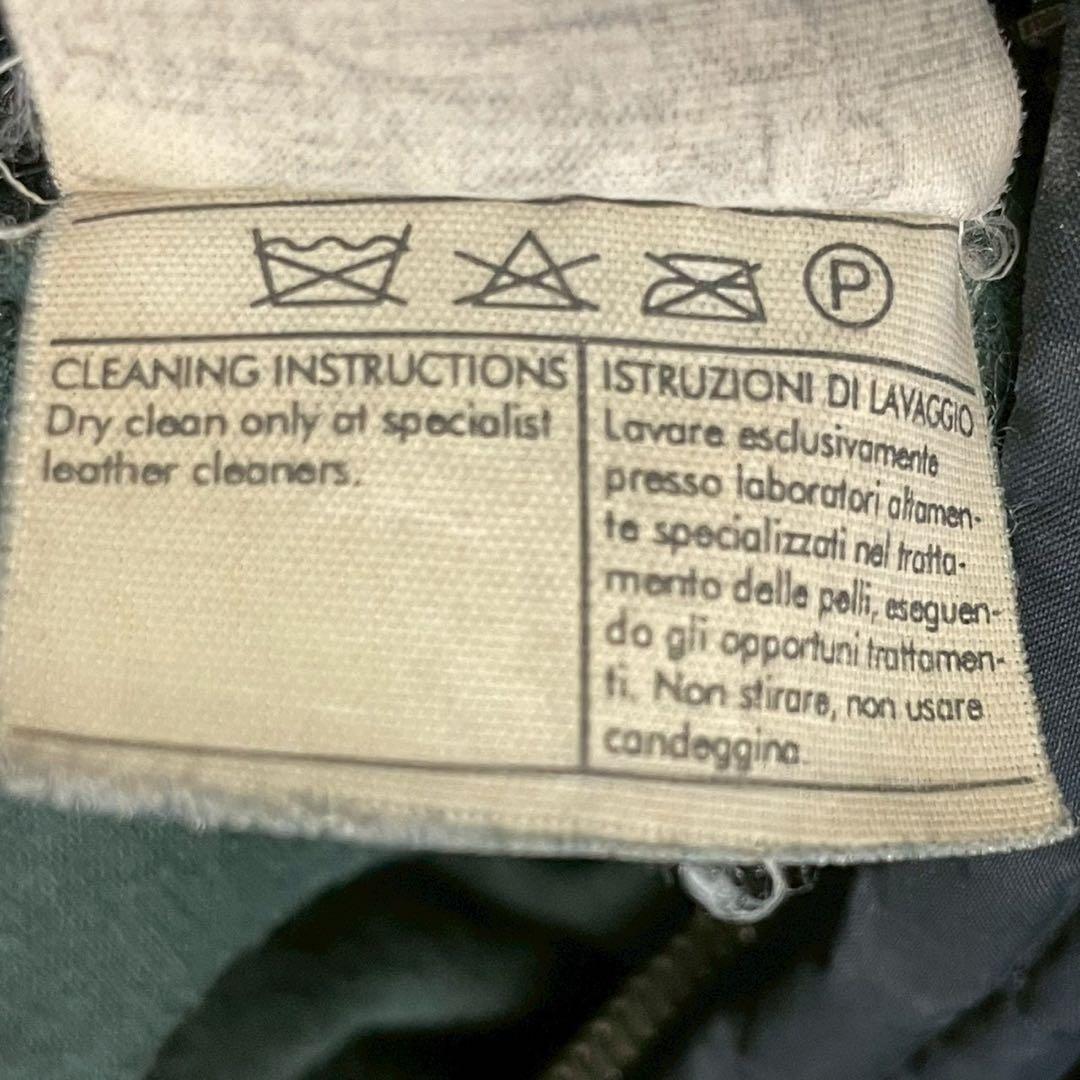 P
CLEANING INSTRUCTIONS
Dry clean only at specialist
leather cleaners.
ISTRUZIONI DI LAVAGGIO
Lavare esclusivamente
presso laboratori altamen-
te specializzati nel tratta-
mento delle pelli, eseguen-
do gli opportuni trattamen-
ti. Non stirare, non usare
candeggina.